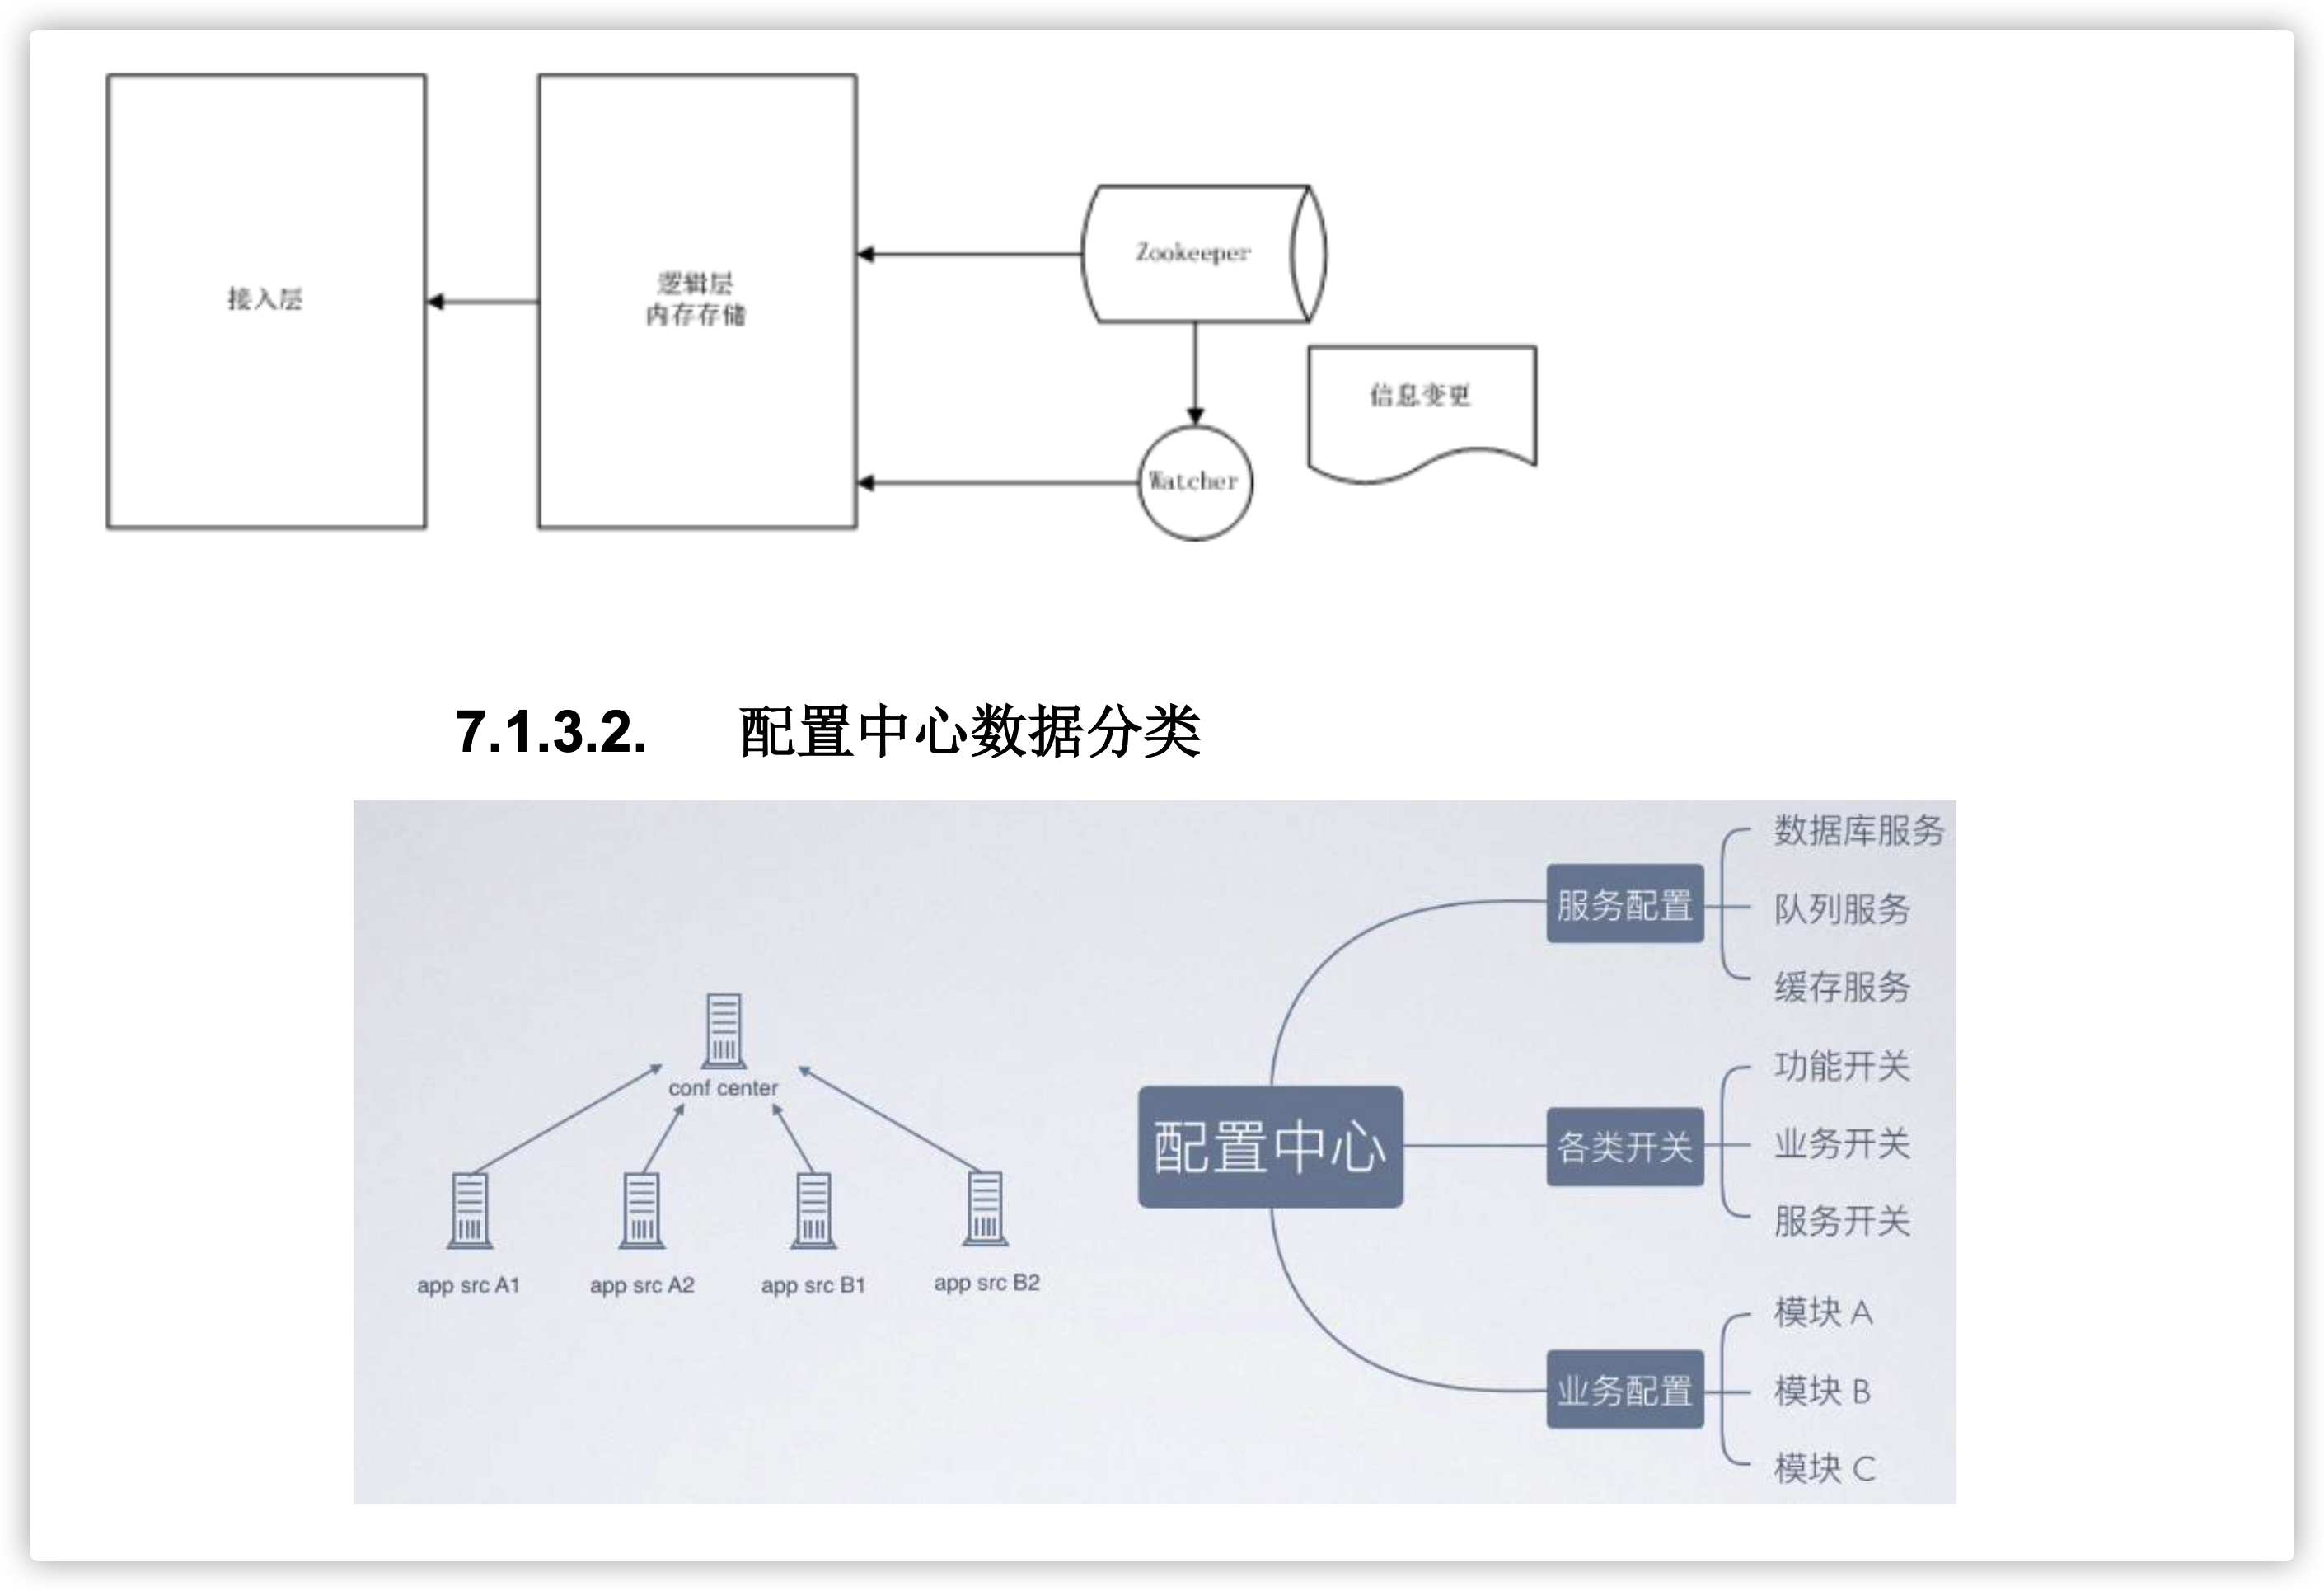 接入层
逻辑层
内存存储
Zookeeper
信息变更
Watcher
7.1.3.2. 配置中心数据分类
conf center
app src A1
app src A2
app src B1
app src B2
配置中心
服务配置
数据库服务
队列服务
缓存服务
各类开关
功能开关
业务开关
服务开关
业务配置
模块 A
模块 B
模块 C